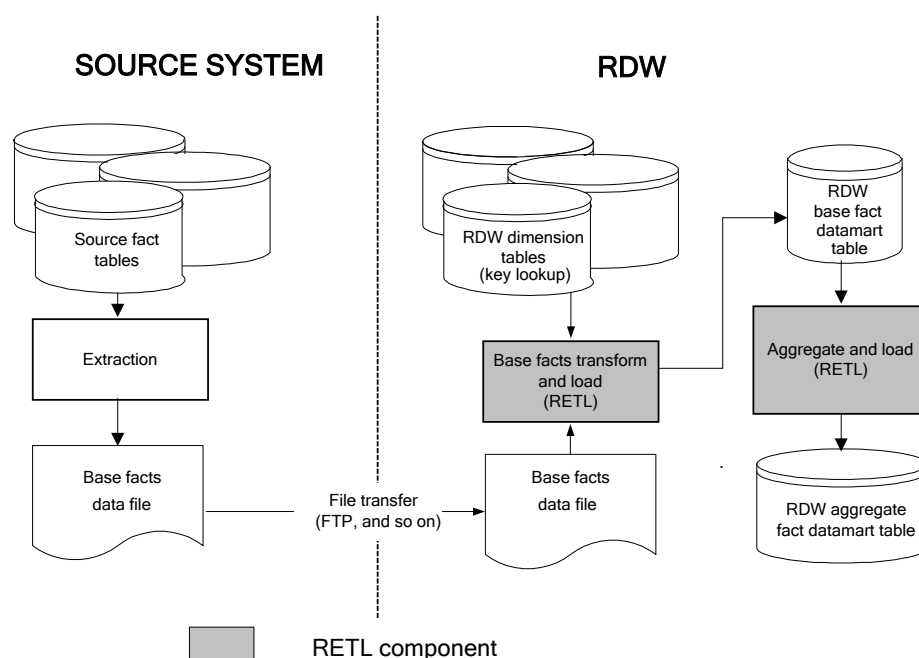 SOURCE SYSTEM
RDW
Source fact
tables
Extraction
Base facts
data file
File transfer
(FTP, and so on)
RDW dimension
tables
(key lookup)
Base facts transform
and load
(RETL)
Base facts
data file
RDW
base fact
datamart
table
Aggregate and load
(RETL)
RDW aggregate
fact datamart table
RETL component